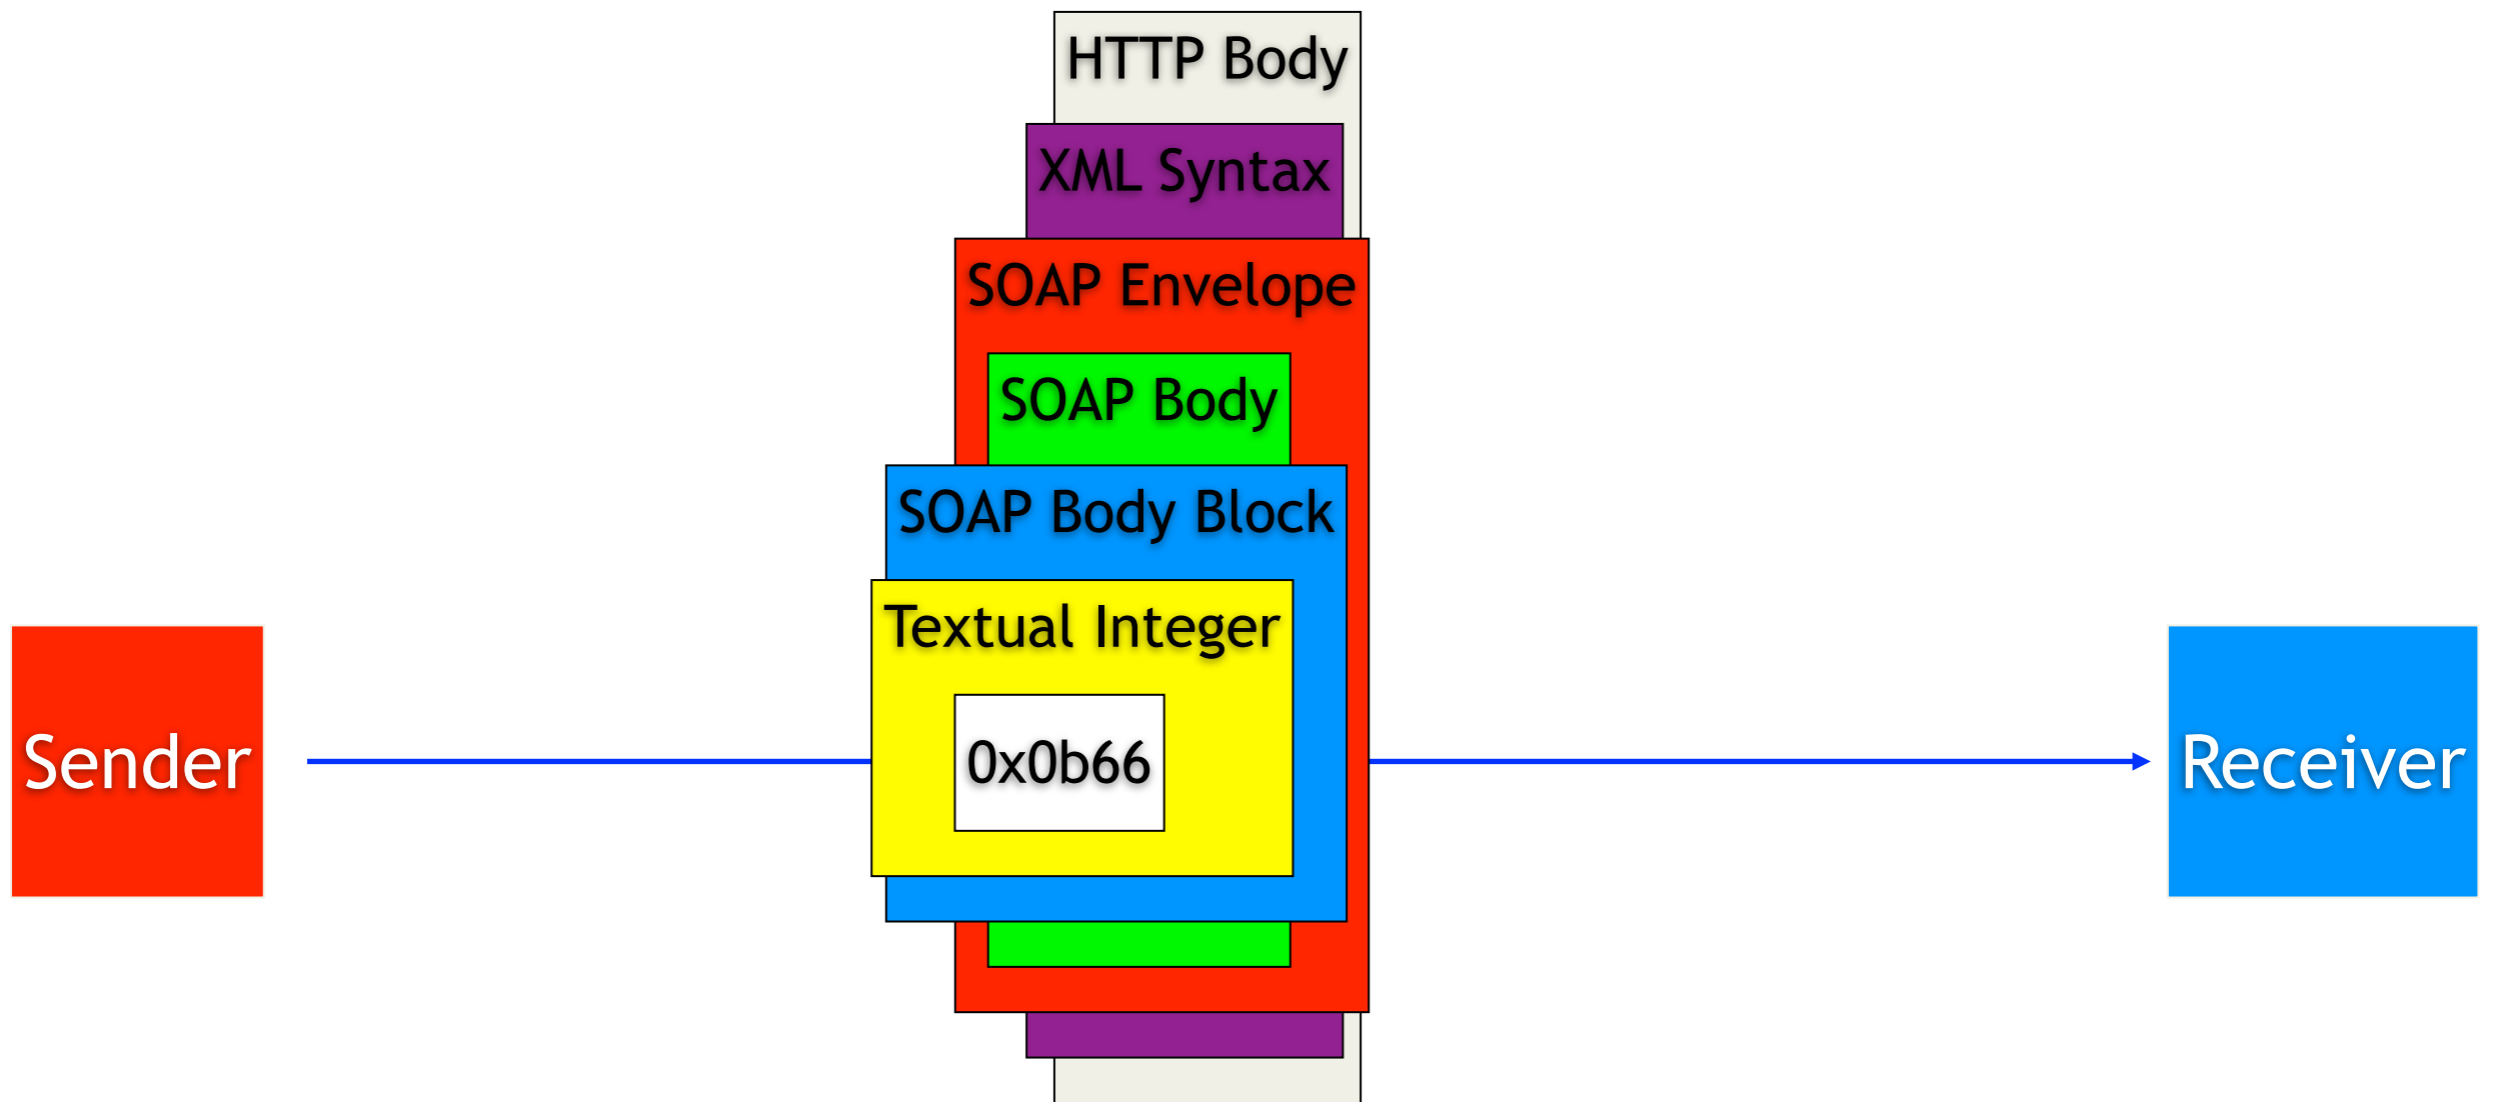 HTTP Body
XML Syntax
SOAP Envelope
SOAP Body
SOAP Body Block
Textual Integer
0x0b66
Sender
Receiver